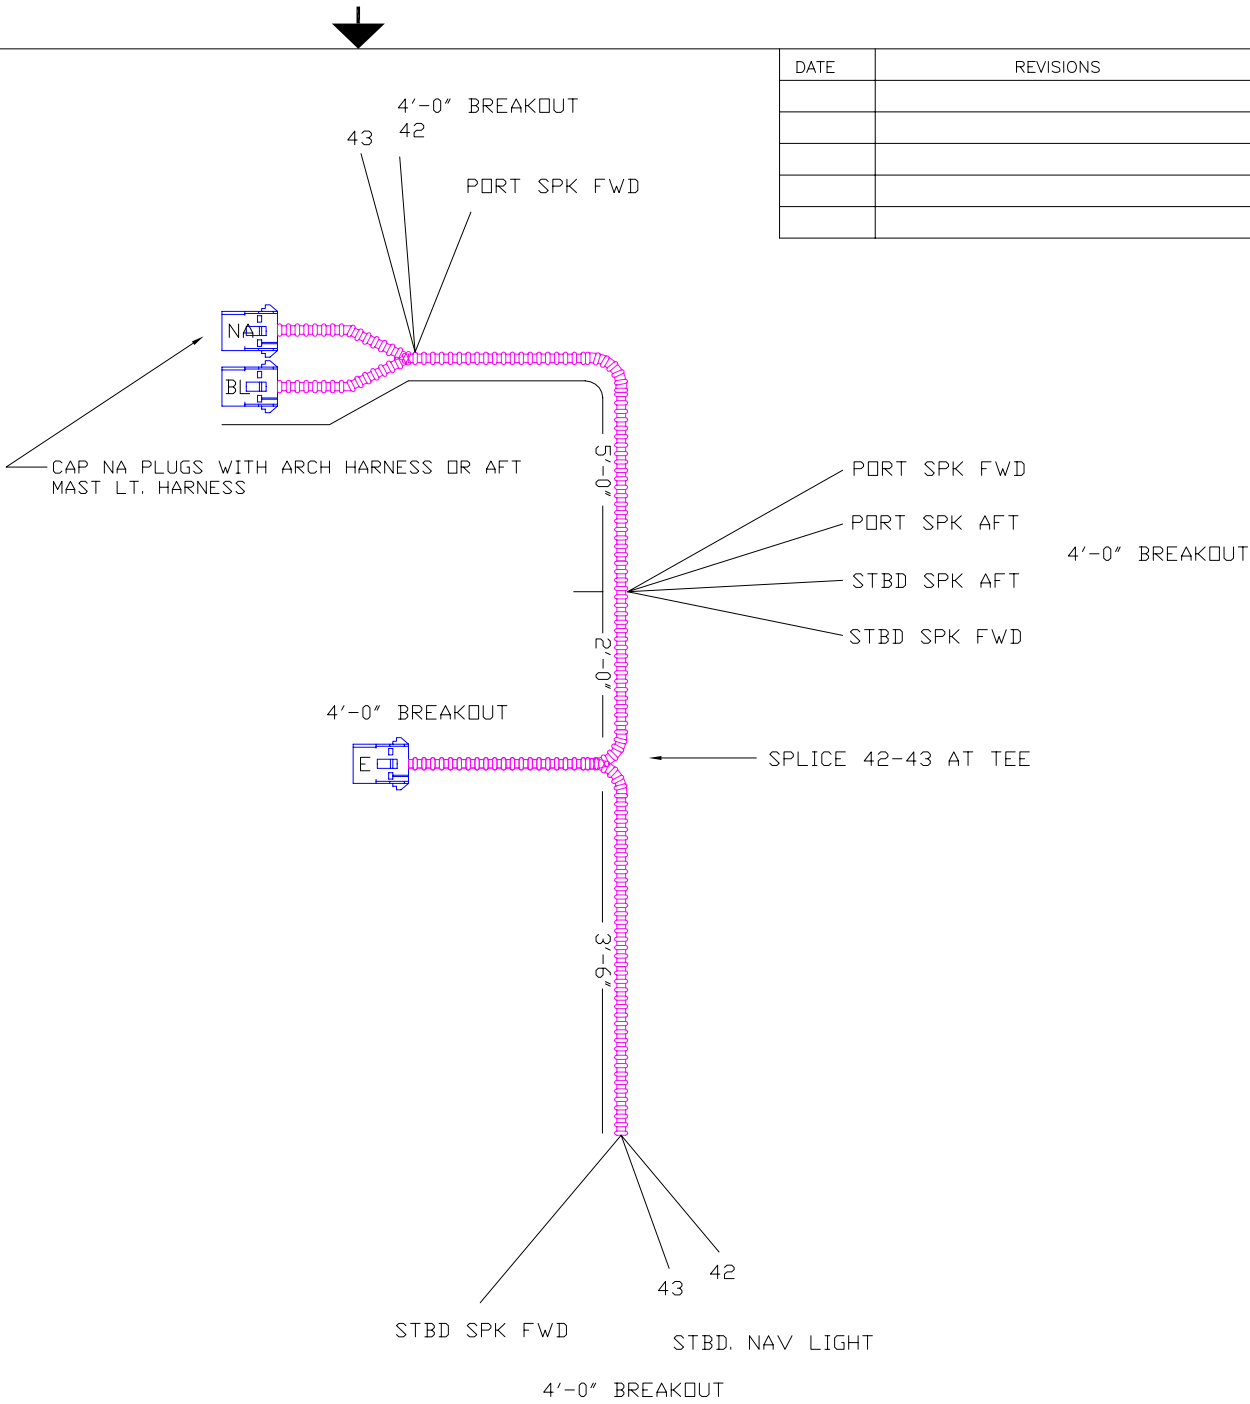 DATE REVISIONS
4'-0" BREAKOUT
43 42
PORT SPK FWD
NA
BL
CAP NA PLUGS WITH ARCH HARNESS OR AFT
MAST LT. HARNESS
5'-0"
PORT SPK FWD
PORT SPK AFT
4'-0" BREAKOUT
STBD SPK AFT
STBD SPK FWD
2'-0"
4'-0" BREAKOUT
E
SPLICE 42-43 AT TEE
3'-6"
42
43
STBD SPK FWD
STBD. NAV LIGHT
4'-0" BREAKOUT